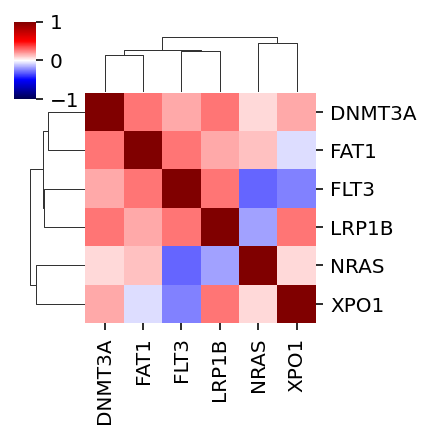 1
0
−1
DNMT3A
FAT1
FLT3
LRP1B
NRAS
XPO1
DNMT3A
FAT1
FLT3
LRP1B
NRAS
XPO1